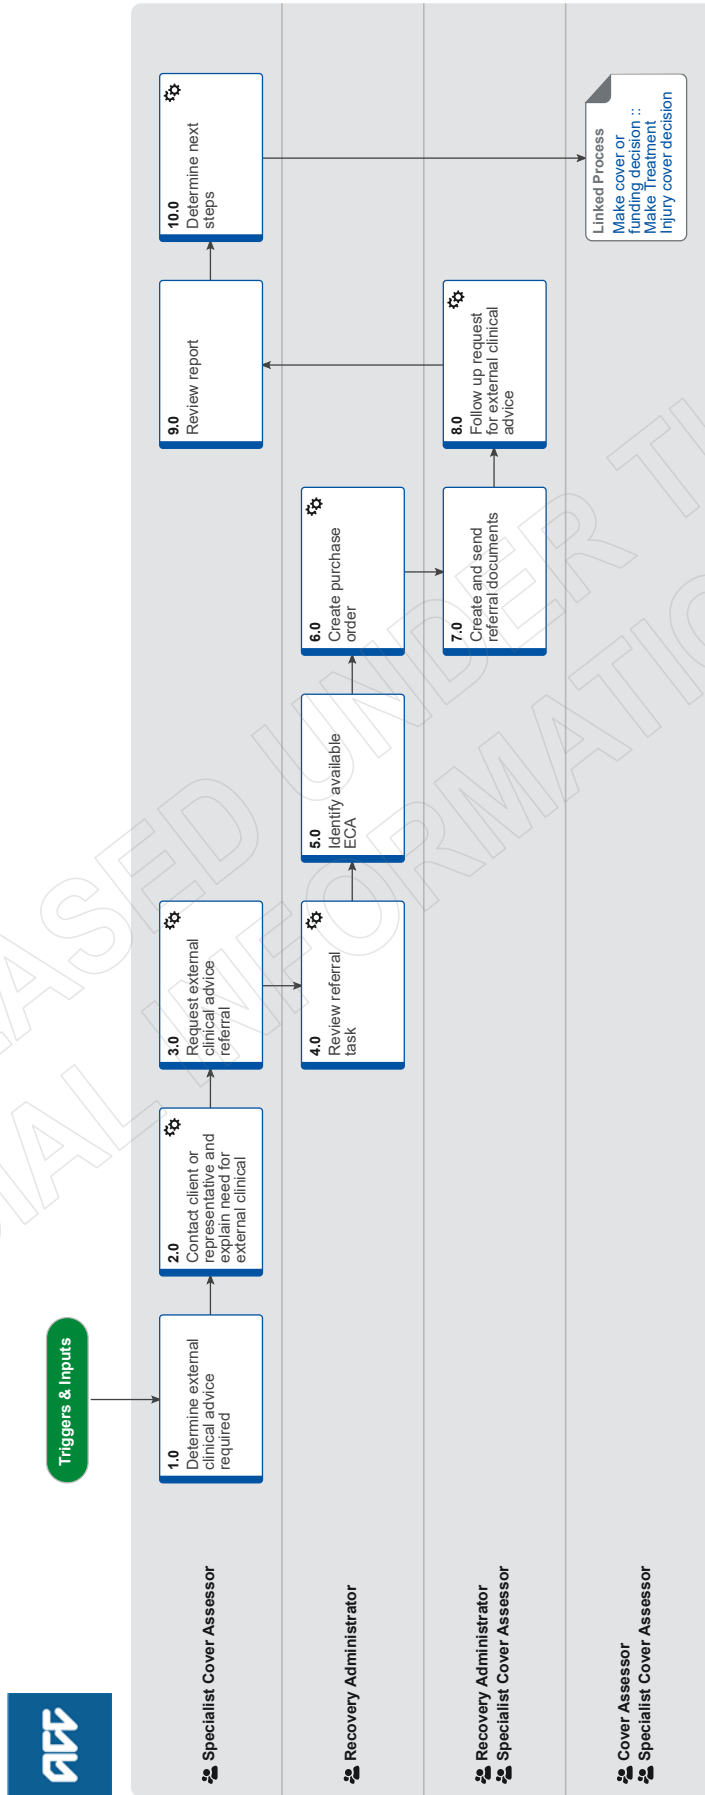 acc
Triggers & Inputs
Specialist Cover Assessor
1.0
Determine external
clinical advice
required
2.0
Contact client or
representative and
explain need for
external clinical
3.0
Request external
clinical advice
referral
9.0
Review report
10.0
Determine next
steps
Recovery Administrator
4.0
Review referral
task
5.0
Identify available
ECA
6.0
Create purchase
order
Recovery Administrator
Specialist Cover Assessor
7.0
Create and send
referral documents
8.0
Follow up request
for external clinical
advice
Cover Assessor
Specialist Cover Assessor
Linked Process
Make cover or
funding decision ::
Make Treatment
Injury cover decision
EASED UNDER T
IAL INFORMATIO